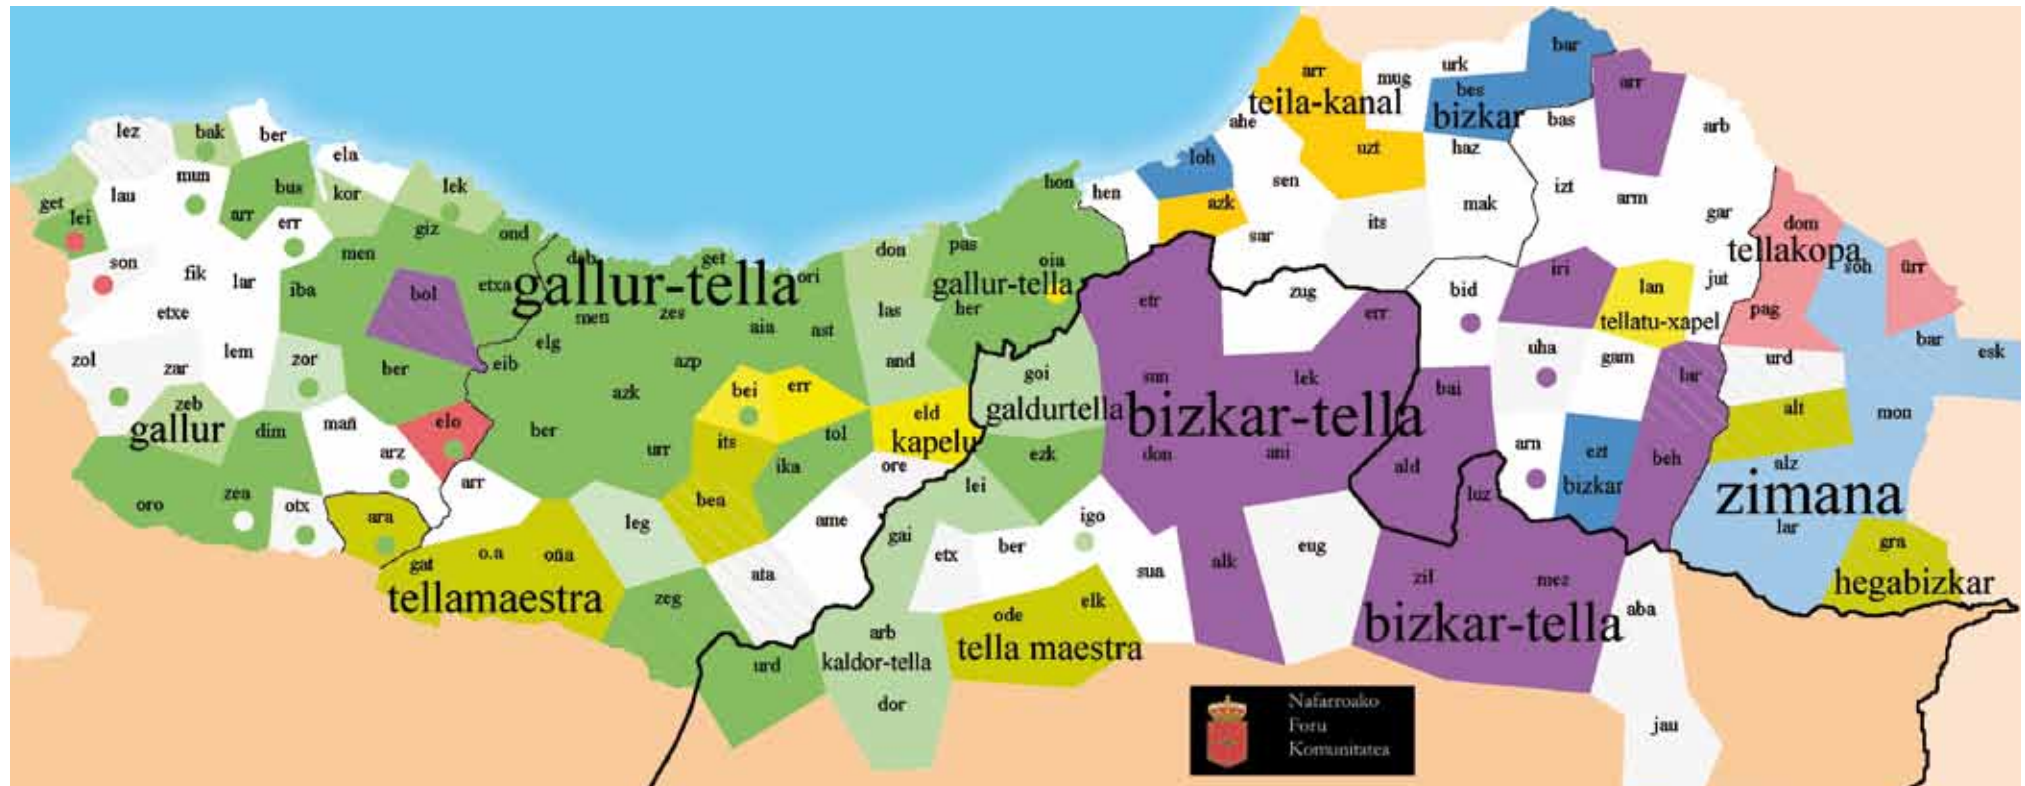 lez
bak
ber
ela
lek
get
lei
lau
mun
arr
bus
err
kor
giz
ond
men
son
fik
lar
iba
bol
etxa
etxe
zol
zar
lem
zor
ber
eib
zeb
gallur
dim
mañ
elo
arz
arr
oro
zea
otx
ara
gat
o.a
oña
tellamaestra
deb
get
ori
gallur-tella
men
zes
aia
ast
elg
azp
azk
ber
urr
bei
err
its
tol
ika
bea
leg
zeg
ata
ame
ore
eld
kapelu
don
las
and
pas
hon
oia
gallur-tella
her
goi
galdurtella
ezk
lei
gai
etx
ber
igo
sua
arb
kaldor-tella
dor
urd
ode
elk
tella maestra
hen
loh
azk
ahe
arr
teila-kanal
mug
urk
bes
bizkar
bar
uzt
sen
sar
its
haz
mak
bas
izt
arr
arb
arm
gar
jut
etr
zug
err
sun
lek
bizkar-tella
don
ani
alk
eug
bid
iri
lan
tellatu-xapel
uha
gam
lar
bai
ald
luz
arn
ezt
bizkar
beh
zil
mez
bizkar-tella
aba
jau
dom
tellakopa
soh
ürr
pag
bar
esk
urd
alt
mon
alz
zimana
lar
gra
hegabizkar
Nafarroako
Foru
Komunitatea